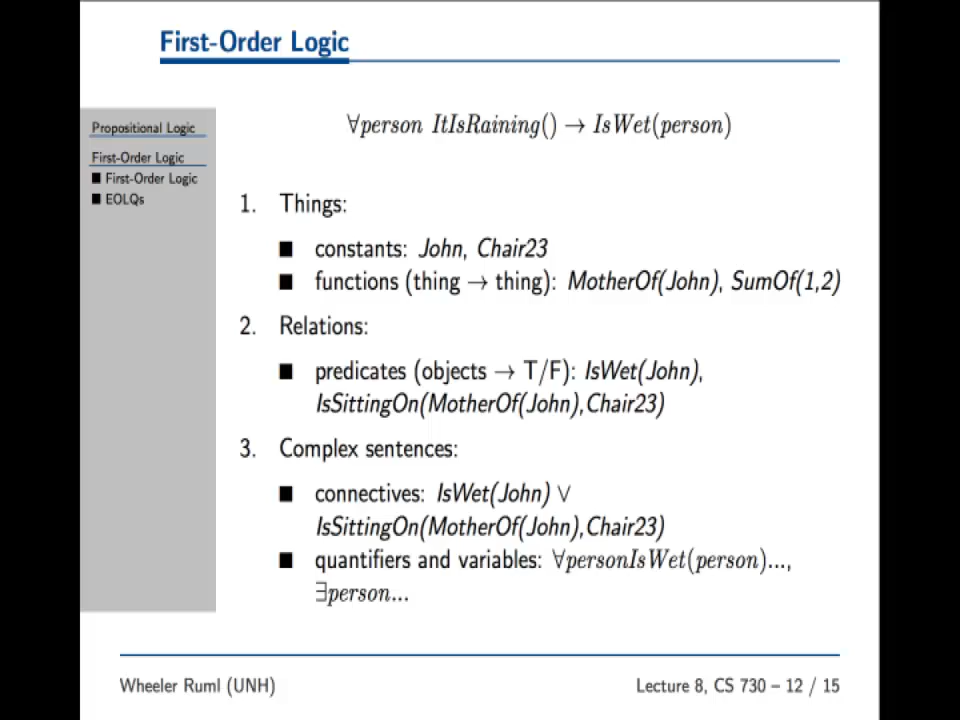 First-Order Logic
Propositional Logic
First-Order Logic
■ First-Order Logic
■ EOLQs
∀person ItIsRaining() → IsWet(person)
1. Things:
■ constants: John, Chair23
■ functions (thing → thing): MotherOf(John), SumOf(1,2)
2. Relations:
■ predicates (objects → T/F): IsWet(John),
IsSittingOn(MotherOf(John),Chair23)
3. Complex sentences:
■ connectives: IsWet(John) ∨
IsSittingOn(MotherOf(John),Chair23)
■ quantifiers and variables: ∀personIsWet(person)...,
∃person...
Wheeler Ruml (UNH)
Lecture 8, CS 730 – 12 / 15